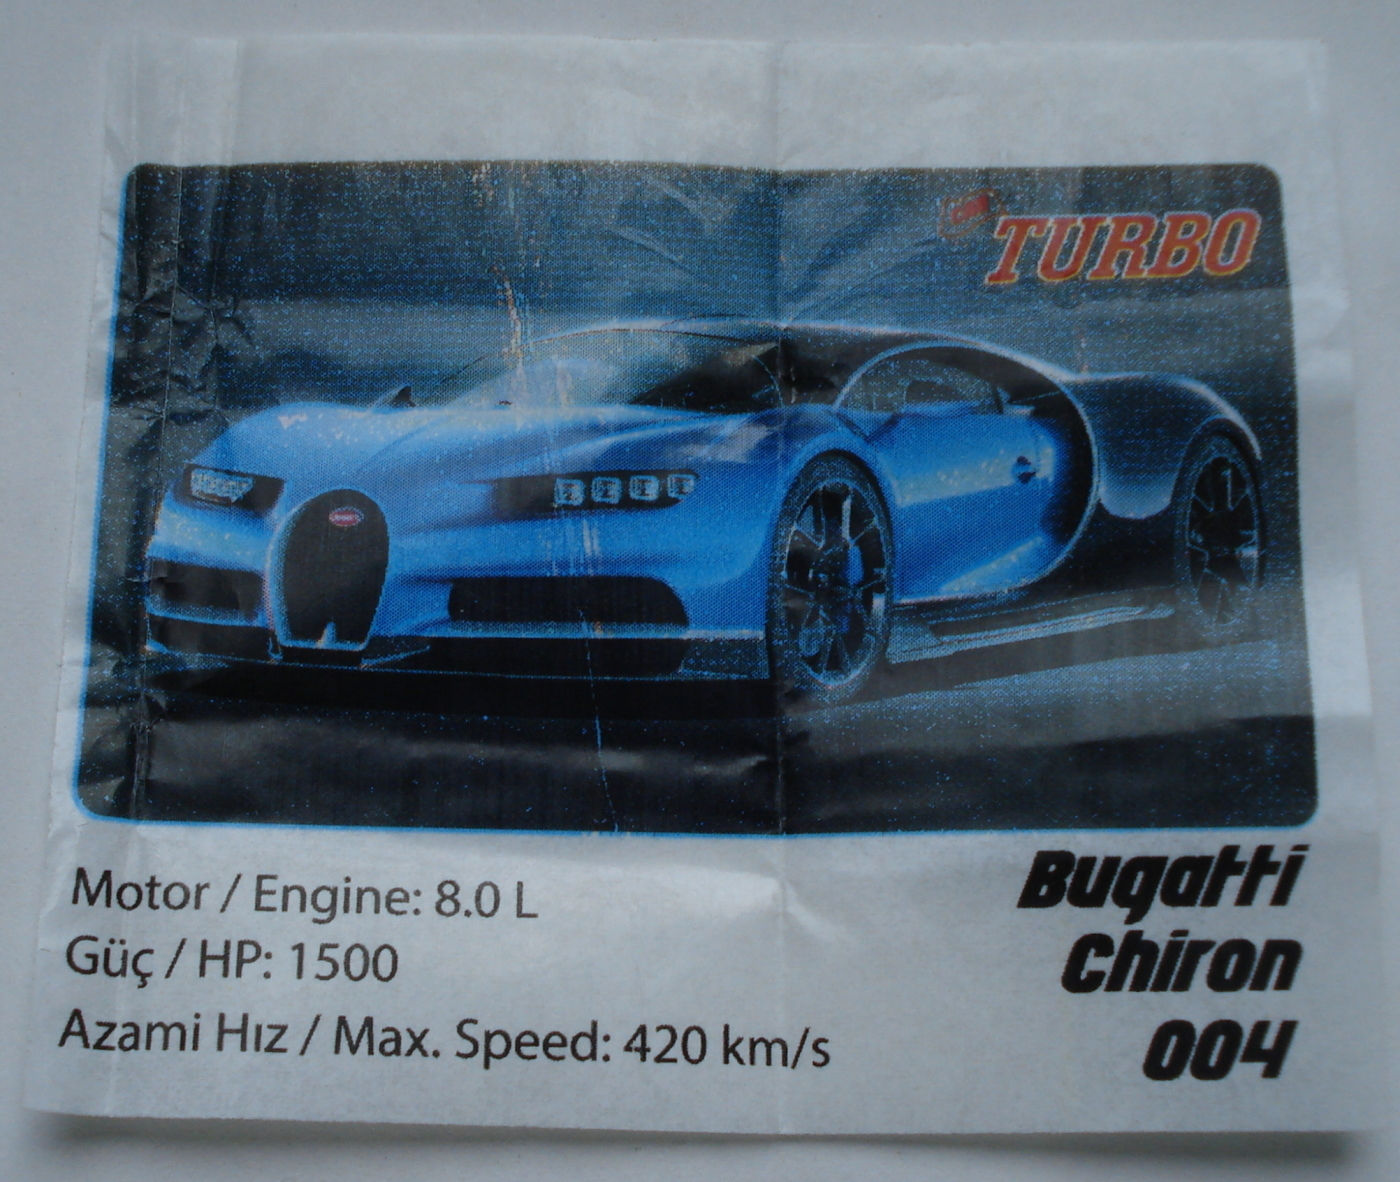 TURBO
Motor / Engine: 8.0 L
Güç / HP: 1500
Azami Hız / Max. Speed: 420 km/s
Bugatti
Chiron
004